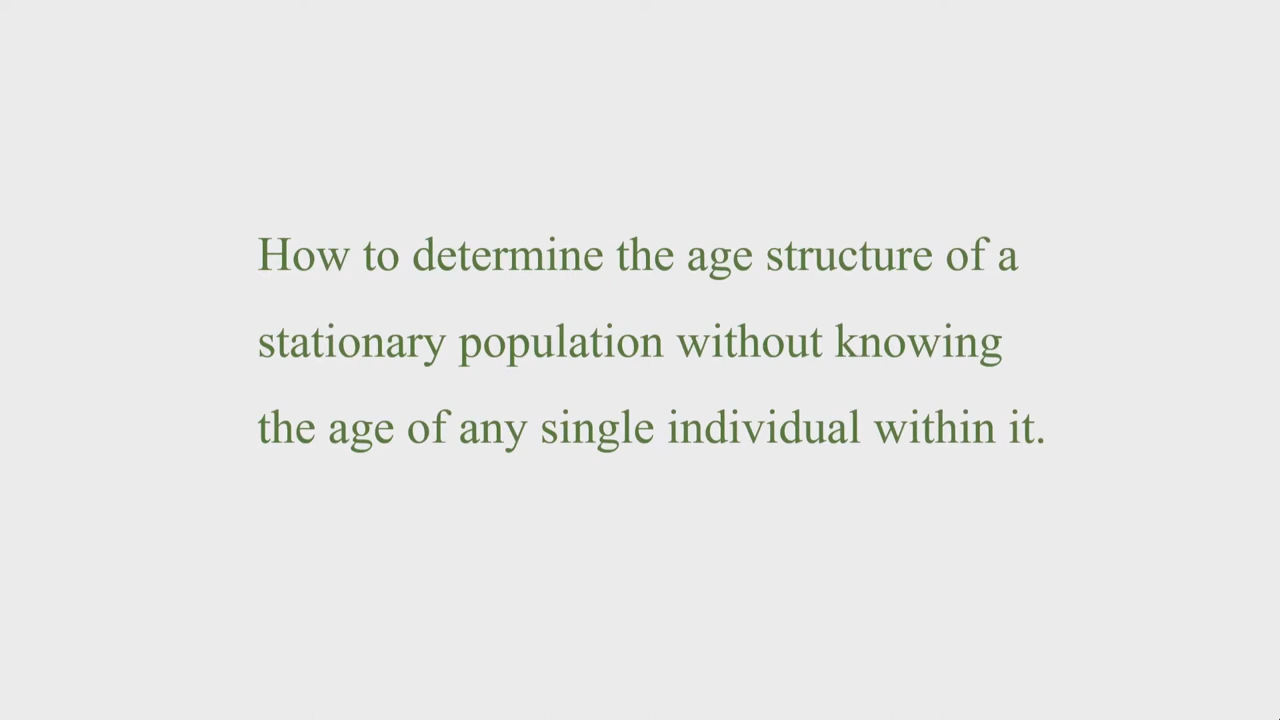 How to determine the age structure of a
stationary population without knowing
the age of any single individual within it.